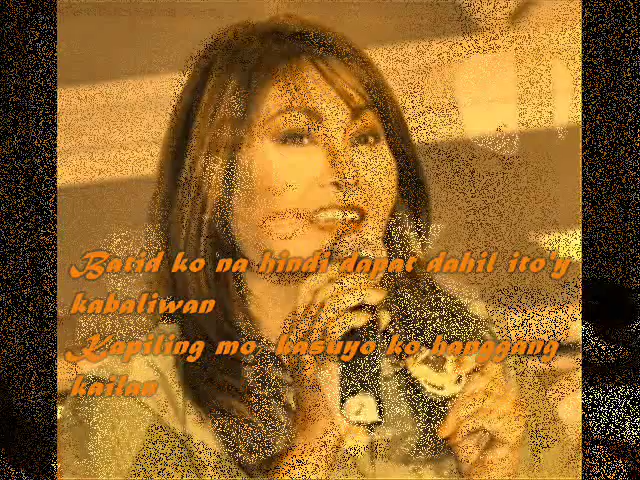 Batid ko na hindi dapat dahil ito'y
kabaliwan
Kapiling mo kasuyo ko hanggang
kailan